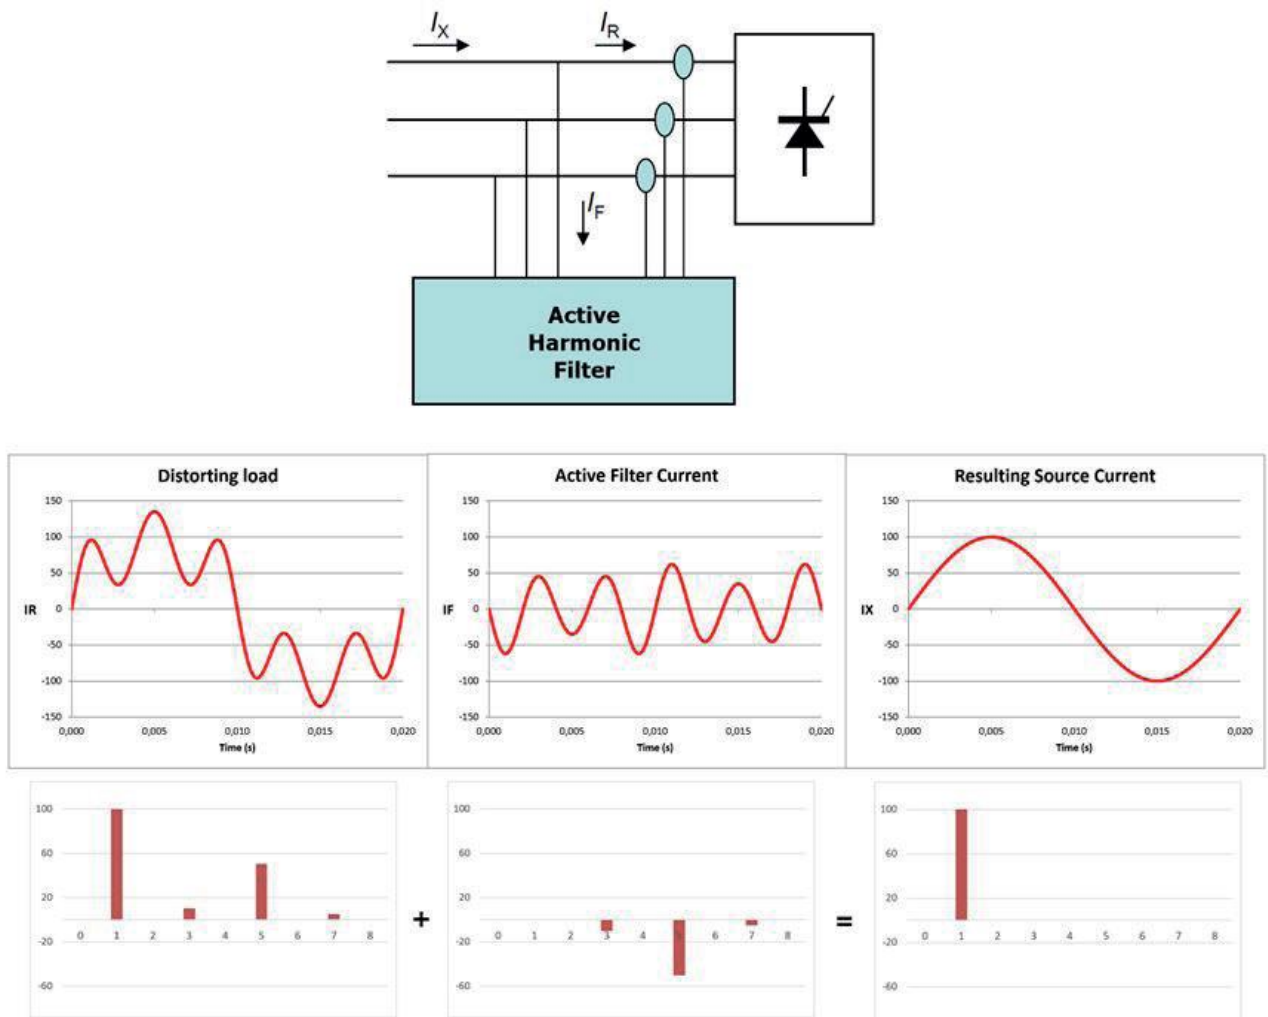 IX
IR
IF
Active
Harmonic
Filter
Distorting load
150
100
50
0
-50
-100
-150
IR
0,000 0,005 0,010 0,015 0,020
Time (s)
Active Filter Current
150
100
50
0
-50
-100
-150
IF
0,000 0,005 0,010 0,015 0,020
Time (s)
Resulting Source Current
150
100
50
0
-50
-100
-150
IX
0,000 0,005 0,010 0,015 0,020
Time (s)
100
60
20
-20
-60
0 1 2 3 4 5 6 7 8
+
100
60
20
-20
-60
0 1 2 3 4 5 6 7 8
=
100
60
20
-20
-60
0 1 2 3 4 5 6 7 8